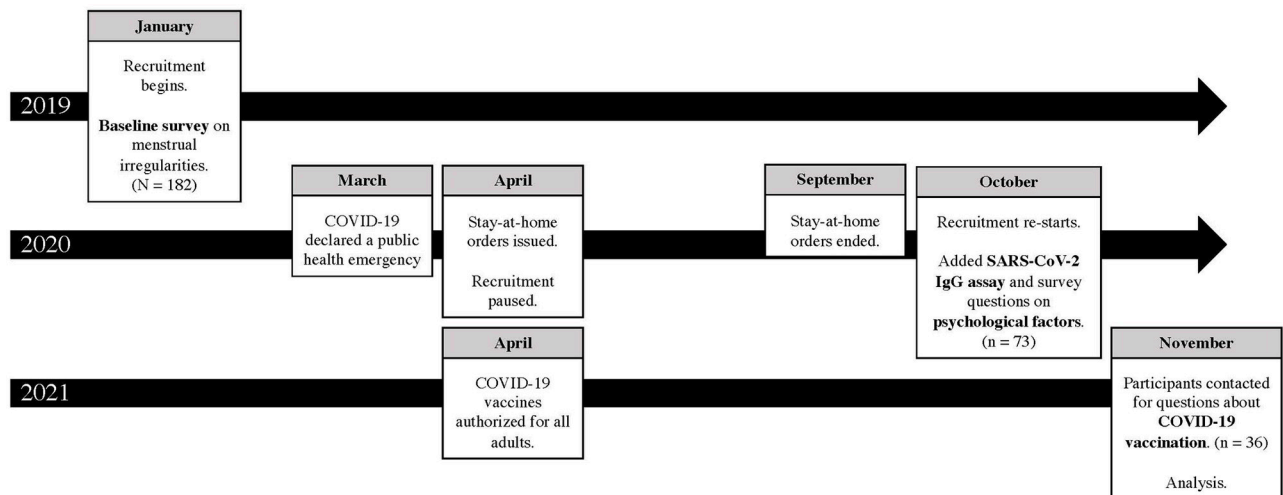 2019
January
Recruitment
begins.
Baseline survey on
menstrual
irregularities.
(N = 182)
2020
March
COVID-19
declared a public
health emergency
April
Stay-at-home
orders issued.
Recruitment
paused.
September
Stay-at-home
orders ended.
October
Recruitment re-starts.
Added SARS-CoV-2
IgG assay and survey
questions on
psychological factors.
(n = 73)
2021
April
COVID-19
vaccines
authorized for all
adults.
November
Participants contacted
for questions about
COVID-19
vaccination. (n = 36)
Analysis.